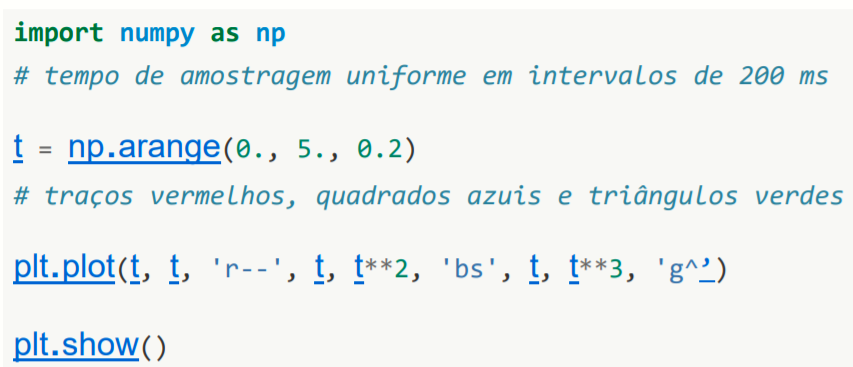 import numpy as np
# tempo de amostragem uniforme em intervalos de 200 ms
t = np.arange(0., 5., 0.2)
# traços vermelhos, quadrados azuis e triângulos verdes
plt.plot(t, t, 'r--', t, t**2, 'bs', t, t**3, 'g^’)
plt.show()